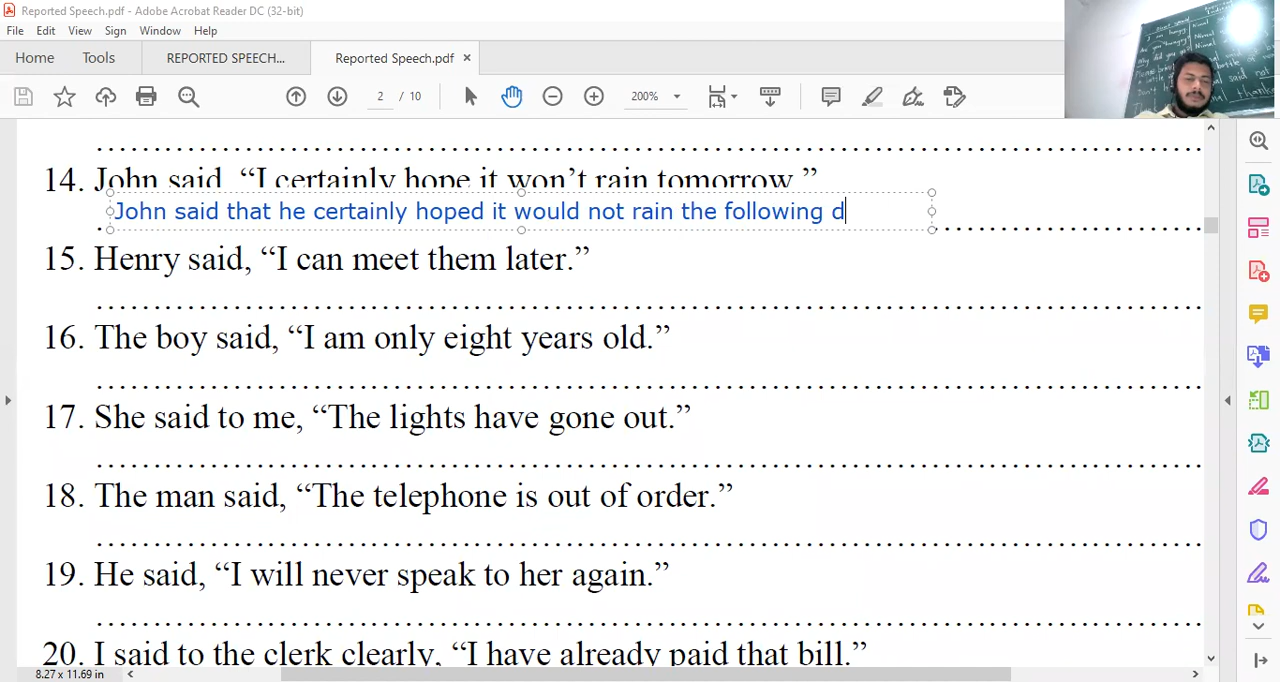 Reported Speech.pdf - Adobe Acrobat Reader DC (32-bit)
File Edit View Sign Window Help
Home Tools REPORTED SPEECH... Reported Speech.pdf ×
2 / 10 200%
14. John said, “I certainly hope it won’t rain tomorrow.”
John said that he certainly hoped it would not rain the following d
15. Henry said, “I can meet them later.”
16. The boy said, “I am only eight years old.”
17. She said to me, “The lights have gone out.”
18. The man said, “The telephone is out of order.”
19. He said, “I will never speak to her again.”
20. I said to the clerk clearly, “I have already paid that bill.”
8.27 x 11.69 in